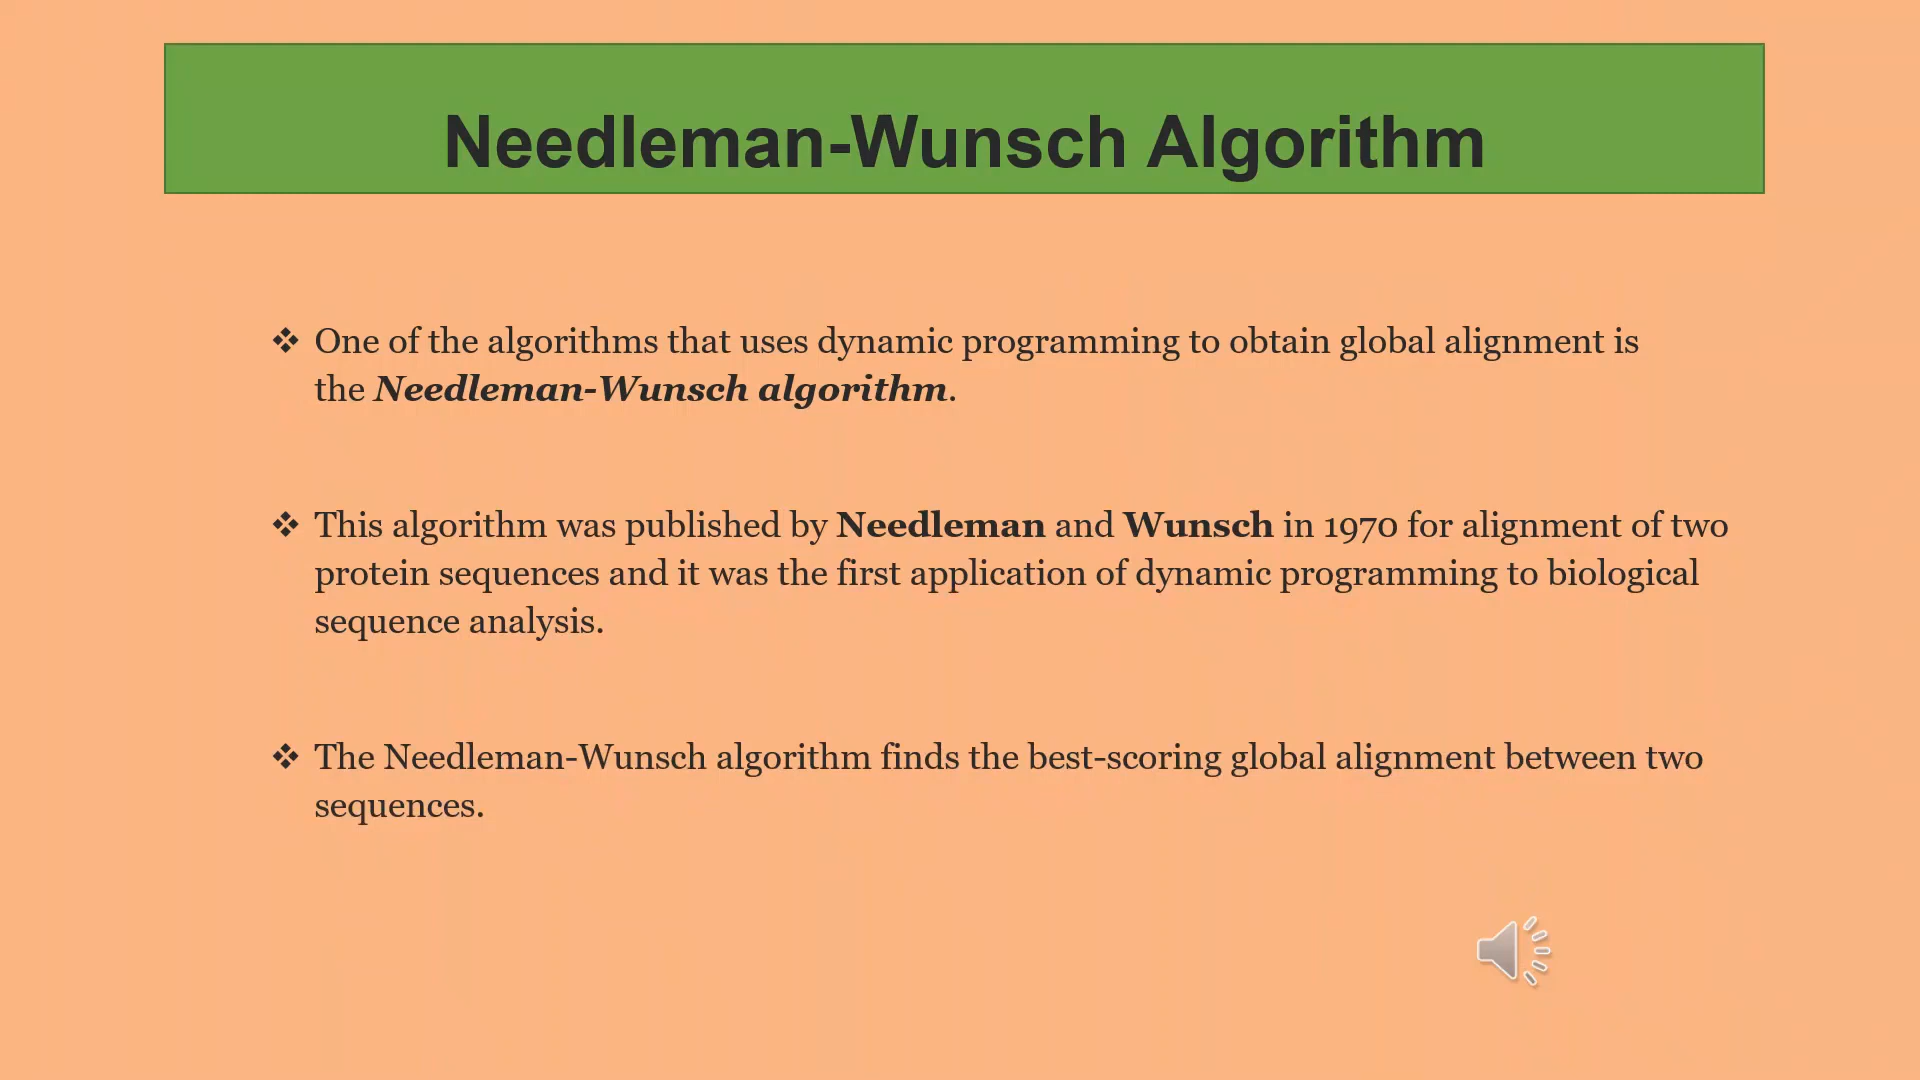 Needleman-Wunsch Algorithm
❖ One of the algorithms that uses dynamic programming to obtain global alignment is
the Needleman-Wunsch algorithm.
❖ This algorithm was published by Needleman and Wunsch in 1970 for alignment of two
protein sequences and it was the first application of dynamic programming to biological
sequence analysis.
❖ The Needleman-Wunsch algorithm finds the best-scoring global alignment between two
sequences.